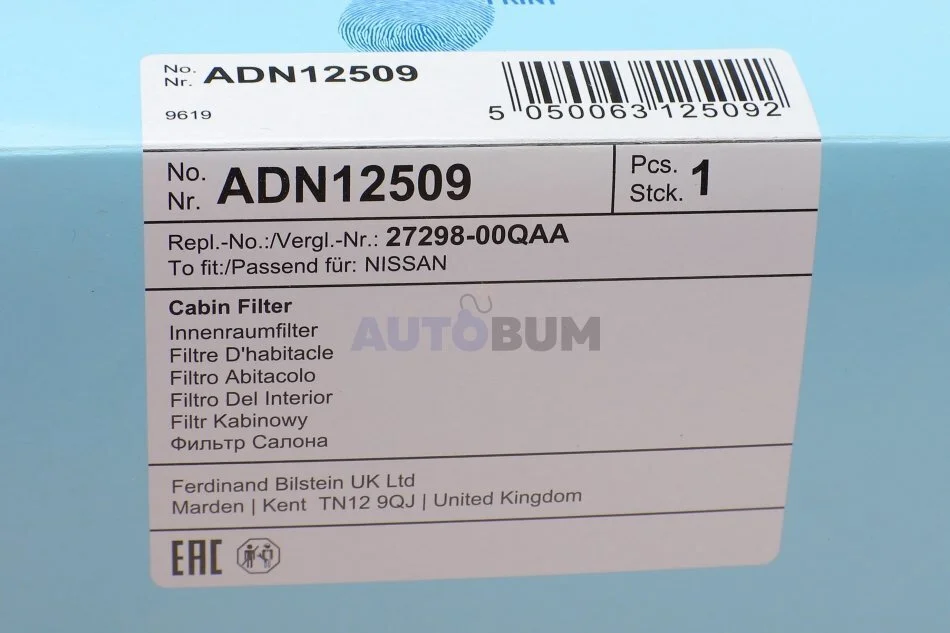 PRINT
No.
Nr. ADN12509
9619
5 050063 125092
No.
Nr. ADN12509
Pcs.
Stck. 1
Repl.-No.:/Vergl.-Nr.: 27298-00QAA
To fit:/Passend für: NISSAN
Cabin Filter
Innenraumfilter
Filtre D'habitacle
Filtro Abitacolo
Filtro Del Interior
Filtr Kabinowy
Фильтр Салона
AUTOBUM
Ferdinand Bilstein UK Ltd
Marden | Kent TN12 9QJ | United Kingdom
EAC